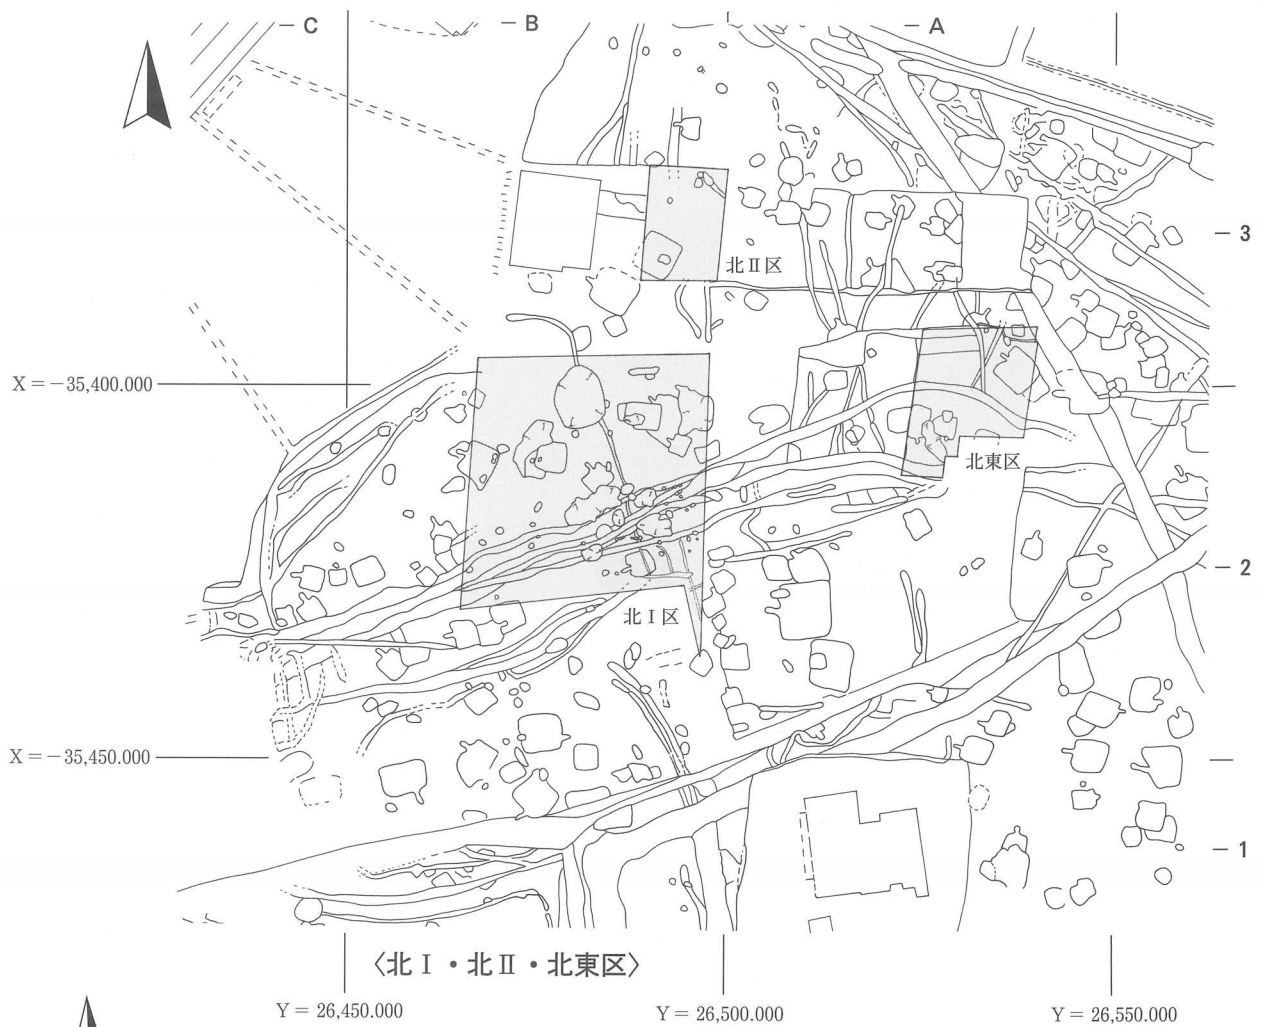 C
B
A
3
北Ⅱ区
X = −35,400.000
北東区
2
北Ⅰ区
X = −35,450.000
1
〈北Ⅰ・北Ⅱ・北東区〉
Y = 26,450.000
Y = 26,500.000
Y = 26,550.000